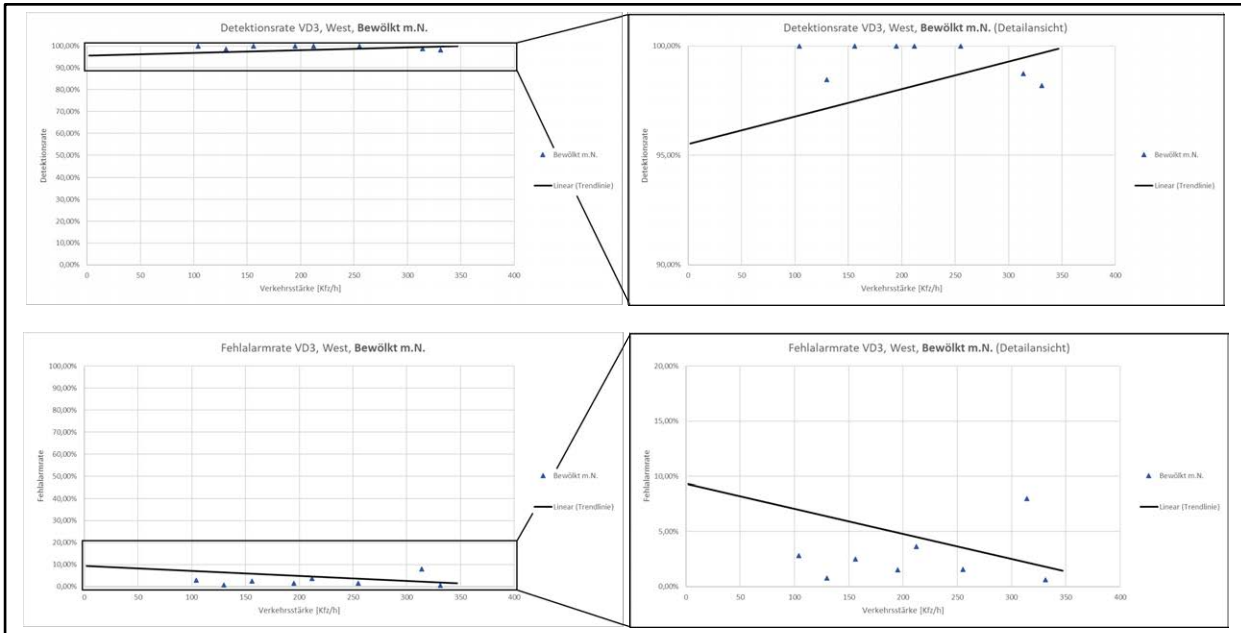 Detektionsrate VD3, West, Bewölkt m.N.
100,00%
90,00%
80,00%
70,00%
60,00%
50,00%
40,00%
30,00%
20,00%
10,00%
0,00%
Detektionsrate
0 50 100 150 200 250 300 350 400
Verkehrsstärke [Kfz/h]
Bewölkt m.N.
Linear (Trendlinie)
Detektionsrate VD3, West, Bewölkt m.N. (Detailansicht)
100,00%
95,00%
90,00%
Detektionsrate
0 50 100 150 200 250 300 350 400
Verkehrsstärke [Kfz/h]
Bewölkt m.N.
Linear (Trendlinie)
Fehlalarmrate VD3, West, Bewölkt m.N.
100,00%
90,00%
80,00%
70,00%
60,00%
50,00%
40,00%
30,00%
20,00%
10,00%
0,00%
Fehlalarmrate
0 50 100 150 200 250 300 350 400
Verkehrsstärke [Kfz/h]
Bewölkt m.N.
Linear (Trendlinie)
Fehlalarmrate VD3, West, Bewölkt m.N. (Detailansicht)
20,00%
15,00%
10,00%
5,00%
0,00%
Fehlalarmrate
0 50 100 150 200 250 300 350 400
Verkehrsstärke [Kfz/h]
Bewölkt m.N.
Linear (Trendlinie)